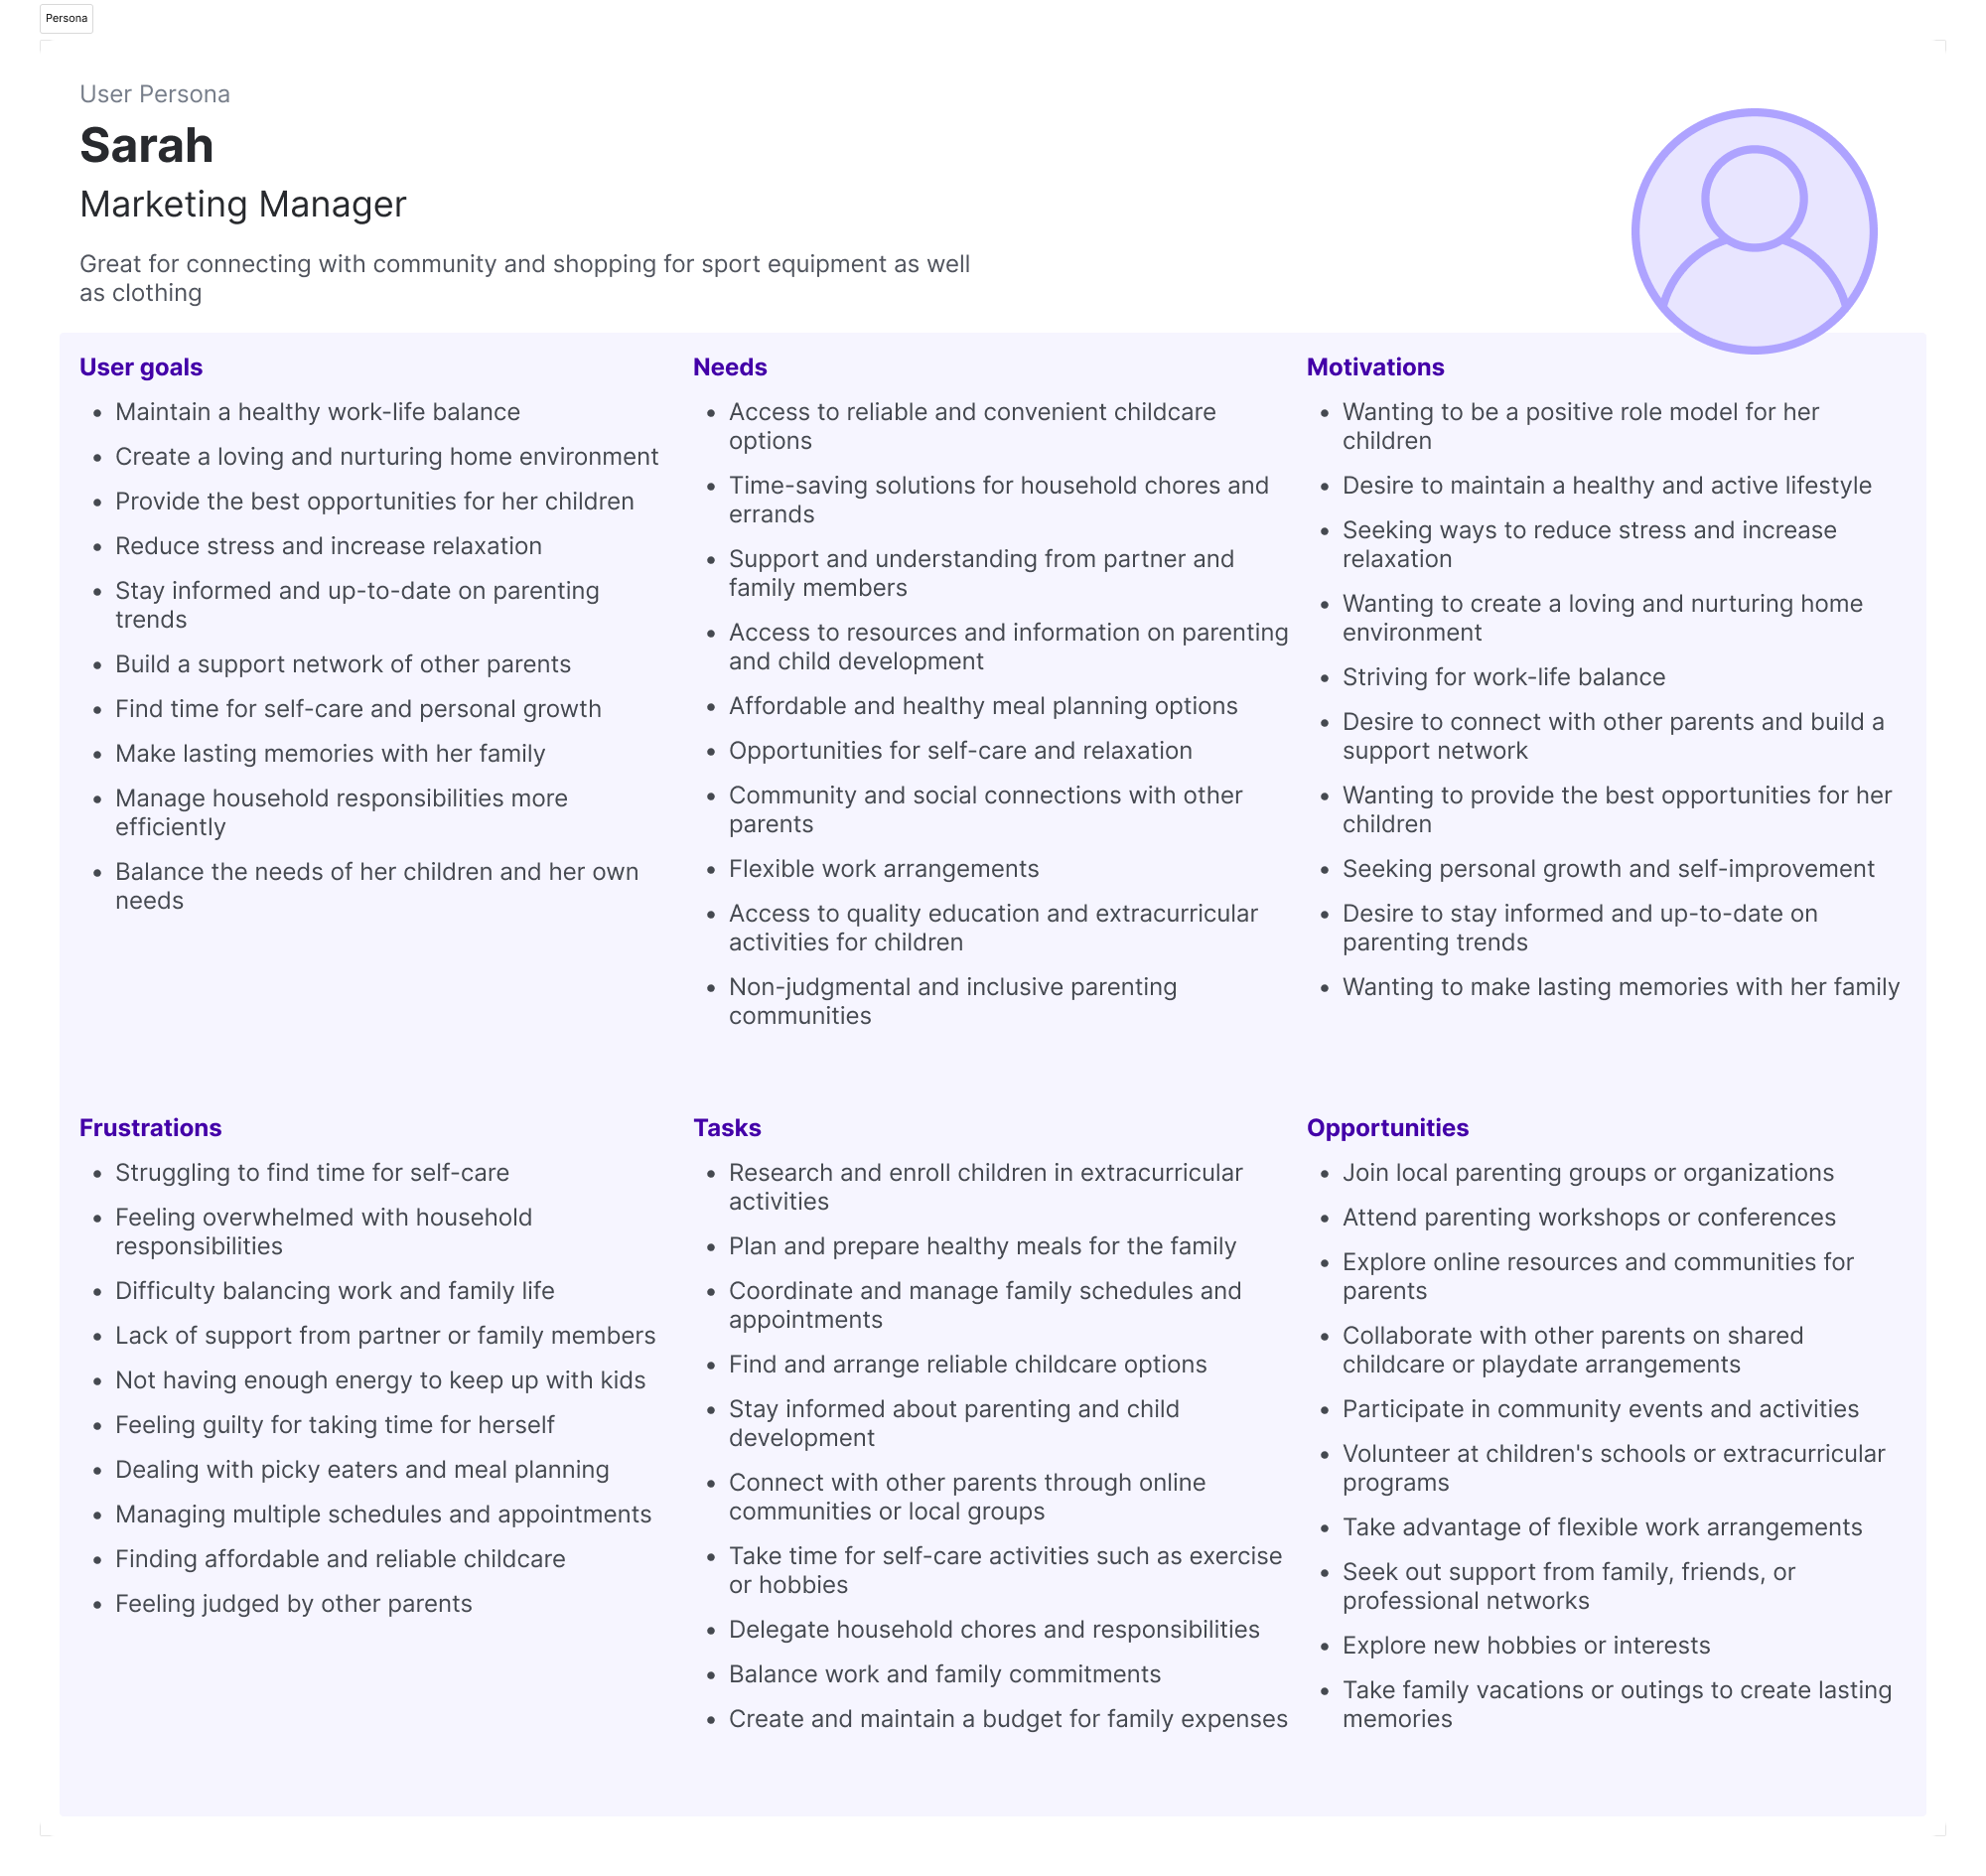 Persona
User Persona
Sarah
Marketing Manager
Great for connecting with community and shopping for sport equipment as well
as clothing
User goals
• Maintain a healthy work-life balance
• Create a loving and nurturing home environment
• Provide the best opportunities for her children
• Reduce stress and increase relaxation
• Stay informed and up-to-date on parenting
trends
• Build a support network of other parents
• Find time for self-care and personal growth
• Make lasting memories with her family
• Manage household responsibilities more
efficiently
• Balance the needs of her children and her own
needs
Needs
• Access to reliable and convenient childcare
options
• Time-saving solutions for household chores and
errands
• Support and understanding from partner and
family members
• Access to resources and information on parenting
and child development
• Affordable and healthy meal planning options
• Opportunities for self-care and relaxation
• Community and social connections with other
parents
• Flexible work arrangements
• Access to quality education and extracurricular
activities for children
• Non-judgmental and inclusive parenting
communities
Motivations
• Wanting to be a positive role model for her
children
• Desire to maintain a healthy and active lifestyle
• Seeking ways to reduce stress and increase
relaxation
• Wanting to create a loving and nurturing home
environment
• Striving for work-life balance
• Desire to connect with other parents and build a
support network
• Wanting to provide the best opportunities for her
children
• Seeking personal growth and self-improvement
• Desire to stay informed and up-to-date on
parenting trends
• Wanting to make lasting memories with her family
Frustrations
• Struggling to find time for self-care
• Feeling overwhelmed with household
responsibilities
• Difficulty balancing work and family life
• Lack of support from partner or family members
• Not having enough energy to keep up with kids
• Feeling guilty for taking time for herself
• Dealing with picky eaters and meal planning
• Managing multiple schedules and appointments
• Finding affordable and reliable childcare
• Feeling judged by other parents
Tasks
• Research and enroll children in extracurricular
activities
• Plan and prepare healthy meals for the family
• Coordinate and manage family schedules and
appointments
• Find and arrange reliable childcare options
• Stay informed about parenting and child
development
• Connect with other parents through online
communities or local groups
• Take time for self-care activities such as exercise
or hobbies
• Delegate household chores and responsibilities
• Balance work and family commitments
• Create and maintain a budget for family expenses
Opportunities
• Join local parenting groups or organizations
• Attend parenting workshops or conferences
• Explore online resources and communities for
parents
• Collaborate with other parents on shared
childcare or playdate arrangements
• Participate in community events and activities
• Volunteer at children's schools or extracurricular
programs
• Take advantage of flexible work arrangements
• Seek out support from family, friends, or
professional networks
• Explore new hobbies or interests
• Take family vacations or outings to create lasting
memories